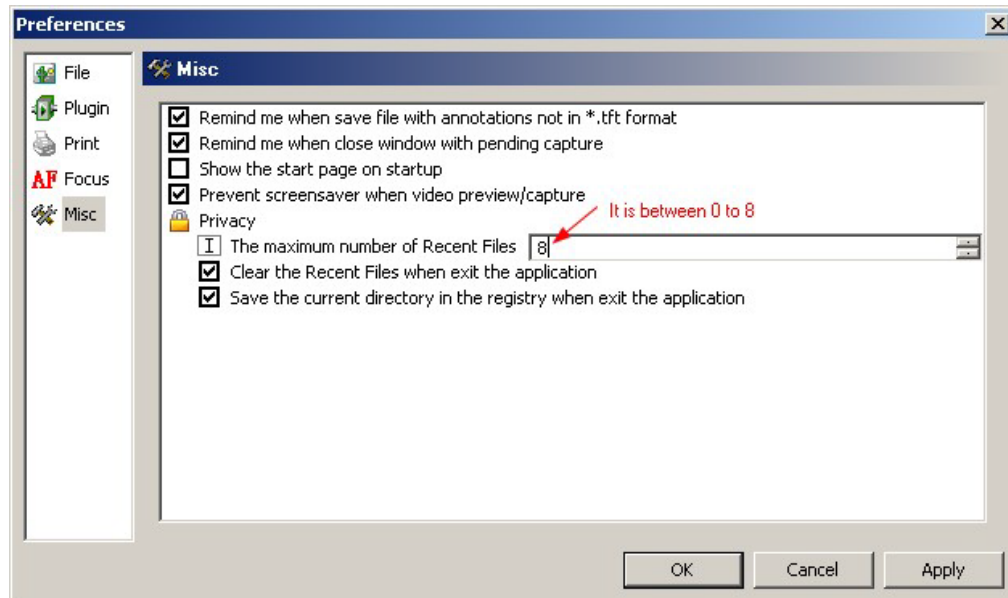 Preferences
File
Plugin
Print
AF Focus
Misc
Misc
Remind me when save file with annotations not in *.tft format
Remind me when close window with pending capture
Show the start page on startup
Prevent screensaver when video preview/capture
It is between 0 to 8
Privacy
I The maximum number of Recent Files 8
Clear the Recent Files when exit the application
Save the current directory in the registry when exit the application
OK Cancel Apply